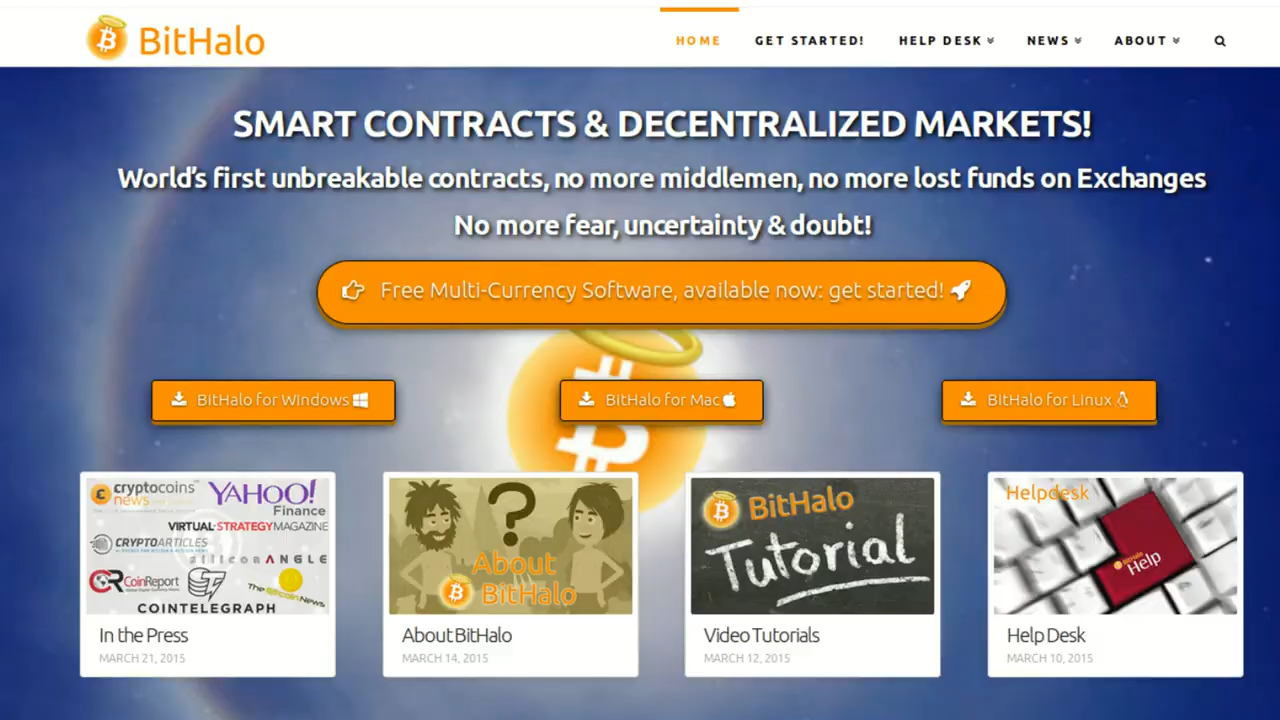 BitHalo
HOME GET STARTED! HELP DESK NEWS ABOUT
SMART CONTRACTS & DECENTRALIZED MARKETS!
World's first unbreakable contracts, no more middlemen, no more lost funds on Exchanges
No more fear, uncertainty & doubt!
Free Multi-Currency Software, available now: get started!
BitHalo for Windows
BitHalo for Mac
BitHalo for Linux
cryptocoins
news
YAHOO!
Finance
VIRTUAL-STRATEGY MAGAZINE
CRYPTOARTICLES
siliconANGLE
CR CoinReport
The Bitcoin News
COINTELEGRAPH
In the Press
MARCH 21, 2015
?
About
BitHalo
About BitHalo
MARCH 14, 2015
BitHalo
Tutorial
Video Tutorials
MARCH 12, 2015
Helpdesk
BitHalo
Help
Help Desk
MARCH 10, 2015